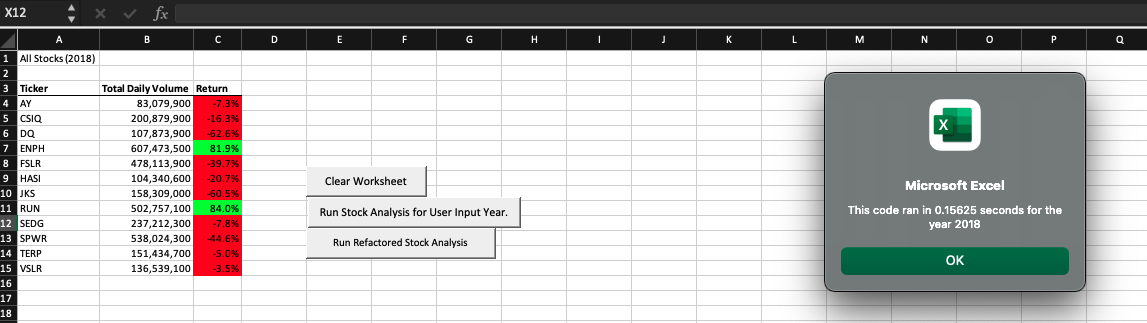 X12 fx
A B C D E F G H I J K L M N O P Q
1 All Stocks (2018)
2
3 Ticker Total Daily Volume Return
4 AY 83,079,900 -7.3%
5 CSIQ 200,879,900 -16.3%
6 DQ 107,873,900 -62.6%
7 ENPH 607,473,500 81.9%
8 FSLR 478,113,900 -39.7%
9 HASI 104,340,600 -20.7%
10 JKS 158,309,000 -60.5%
11 RUN 502,757,100 84.0%
12 SEDG 237,212,300 -7.8%
13 SPWR 538,024,300 -44.6%
14 TERP 151,434,700 -5.0%
15 VSLR 136,539,100 -3.5%
16
17
18
Clear Worksheet
Run Stock Analysis for User Input Year.
Run Refactored Stock Analysis
X
Microsoft Excel
This code ran in 0.15625 seconds for the
year 2018
OK